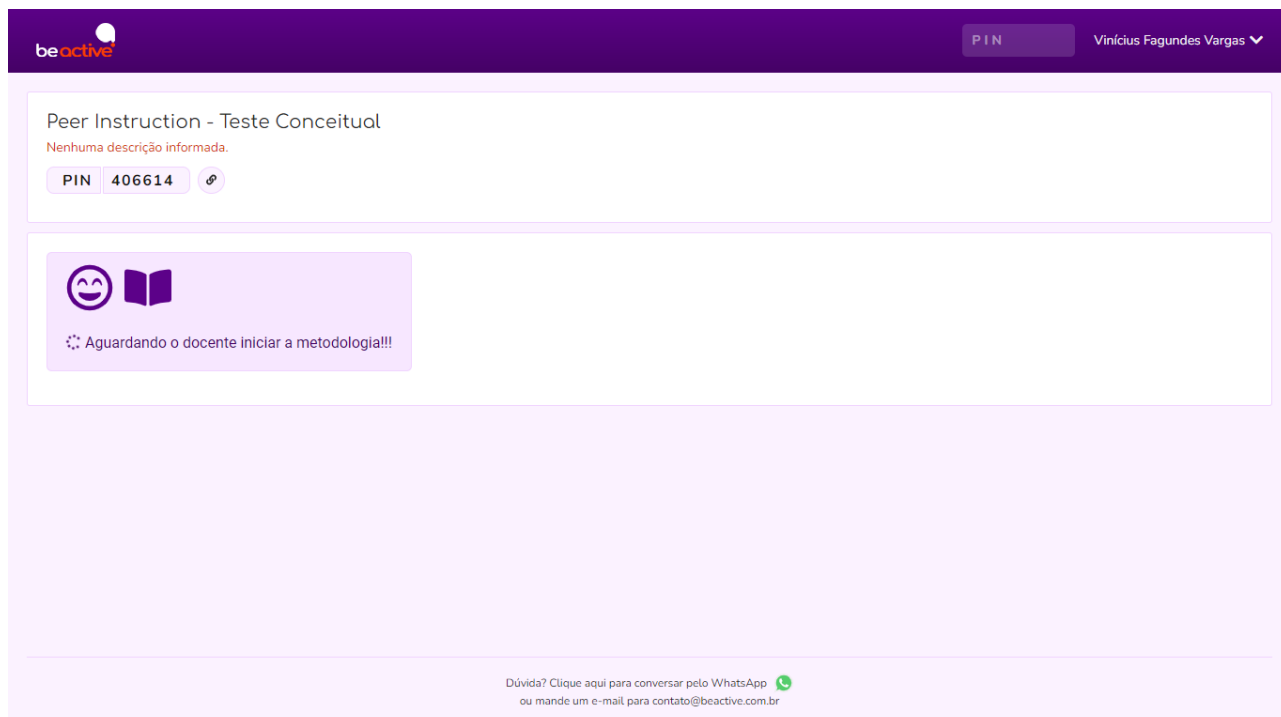 beactive
PIN
Vinícius Fagundes Vargas
Peer Instruction - Teste Conceitual
Nenhuma descrição informada.
PIN 406614
Aguardando o docente iniciar a metodologia!!!
Dúvida? Clique aqui para conversar pelo WhatsApp
ou mande um e-mail para contato@beactive.com.br